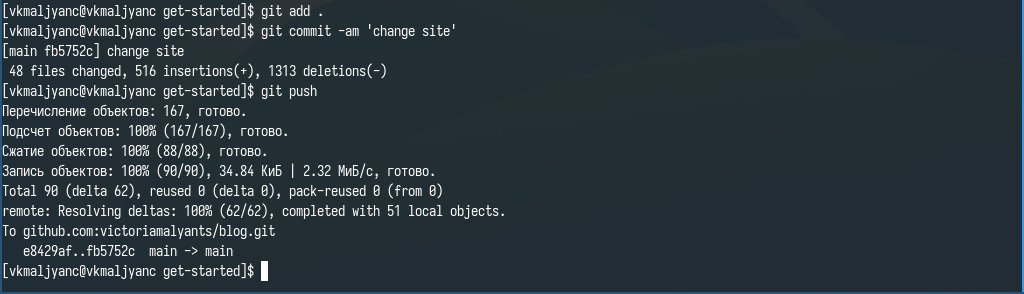 [vkmaljyanc@vkmaljyanc get-started]$ git add .
[vkmaljyanc@vkmaljyanc get-started]$ git commit -am 'change site'
[main fb5752c] change site
 48 files changed, 516 insertions(+), 1313 deletions(-)
[vkmaljyanc@vkmaljyanc get-started]$ git push
Перечисление объектов: 167, готово.
Подсчет объектов: 100% (167/167), готово.
Сжатие объектов: 100% (88/88), готово.
Запись объектов: 100% (90/90), 34.84 КиБ | 2.32 МиБ/с, готово.
Total 90 (delta 62), reused 0 (delta 0), pack-reused 0 (from 0)
remote: Resolving deltas: 100% (62/62), completed with 51 local objects.
To github.com:victoriamalyants/blog.git
   e8429af..fb5752c  main -> main
[vkmaljyanc@vkmaljyanc get-started]$